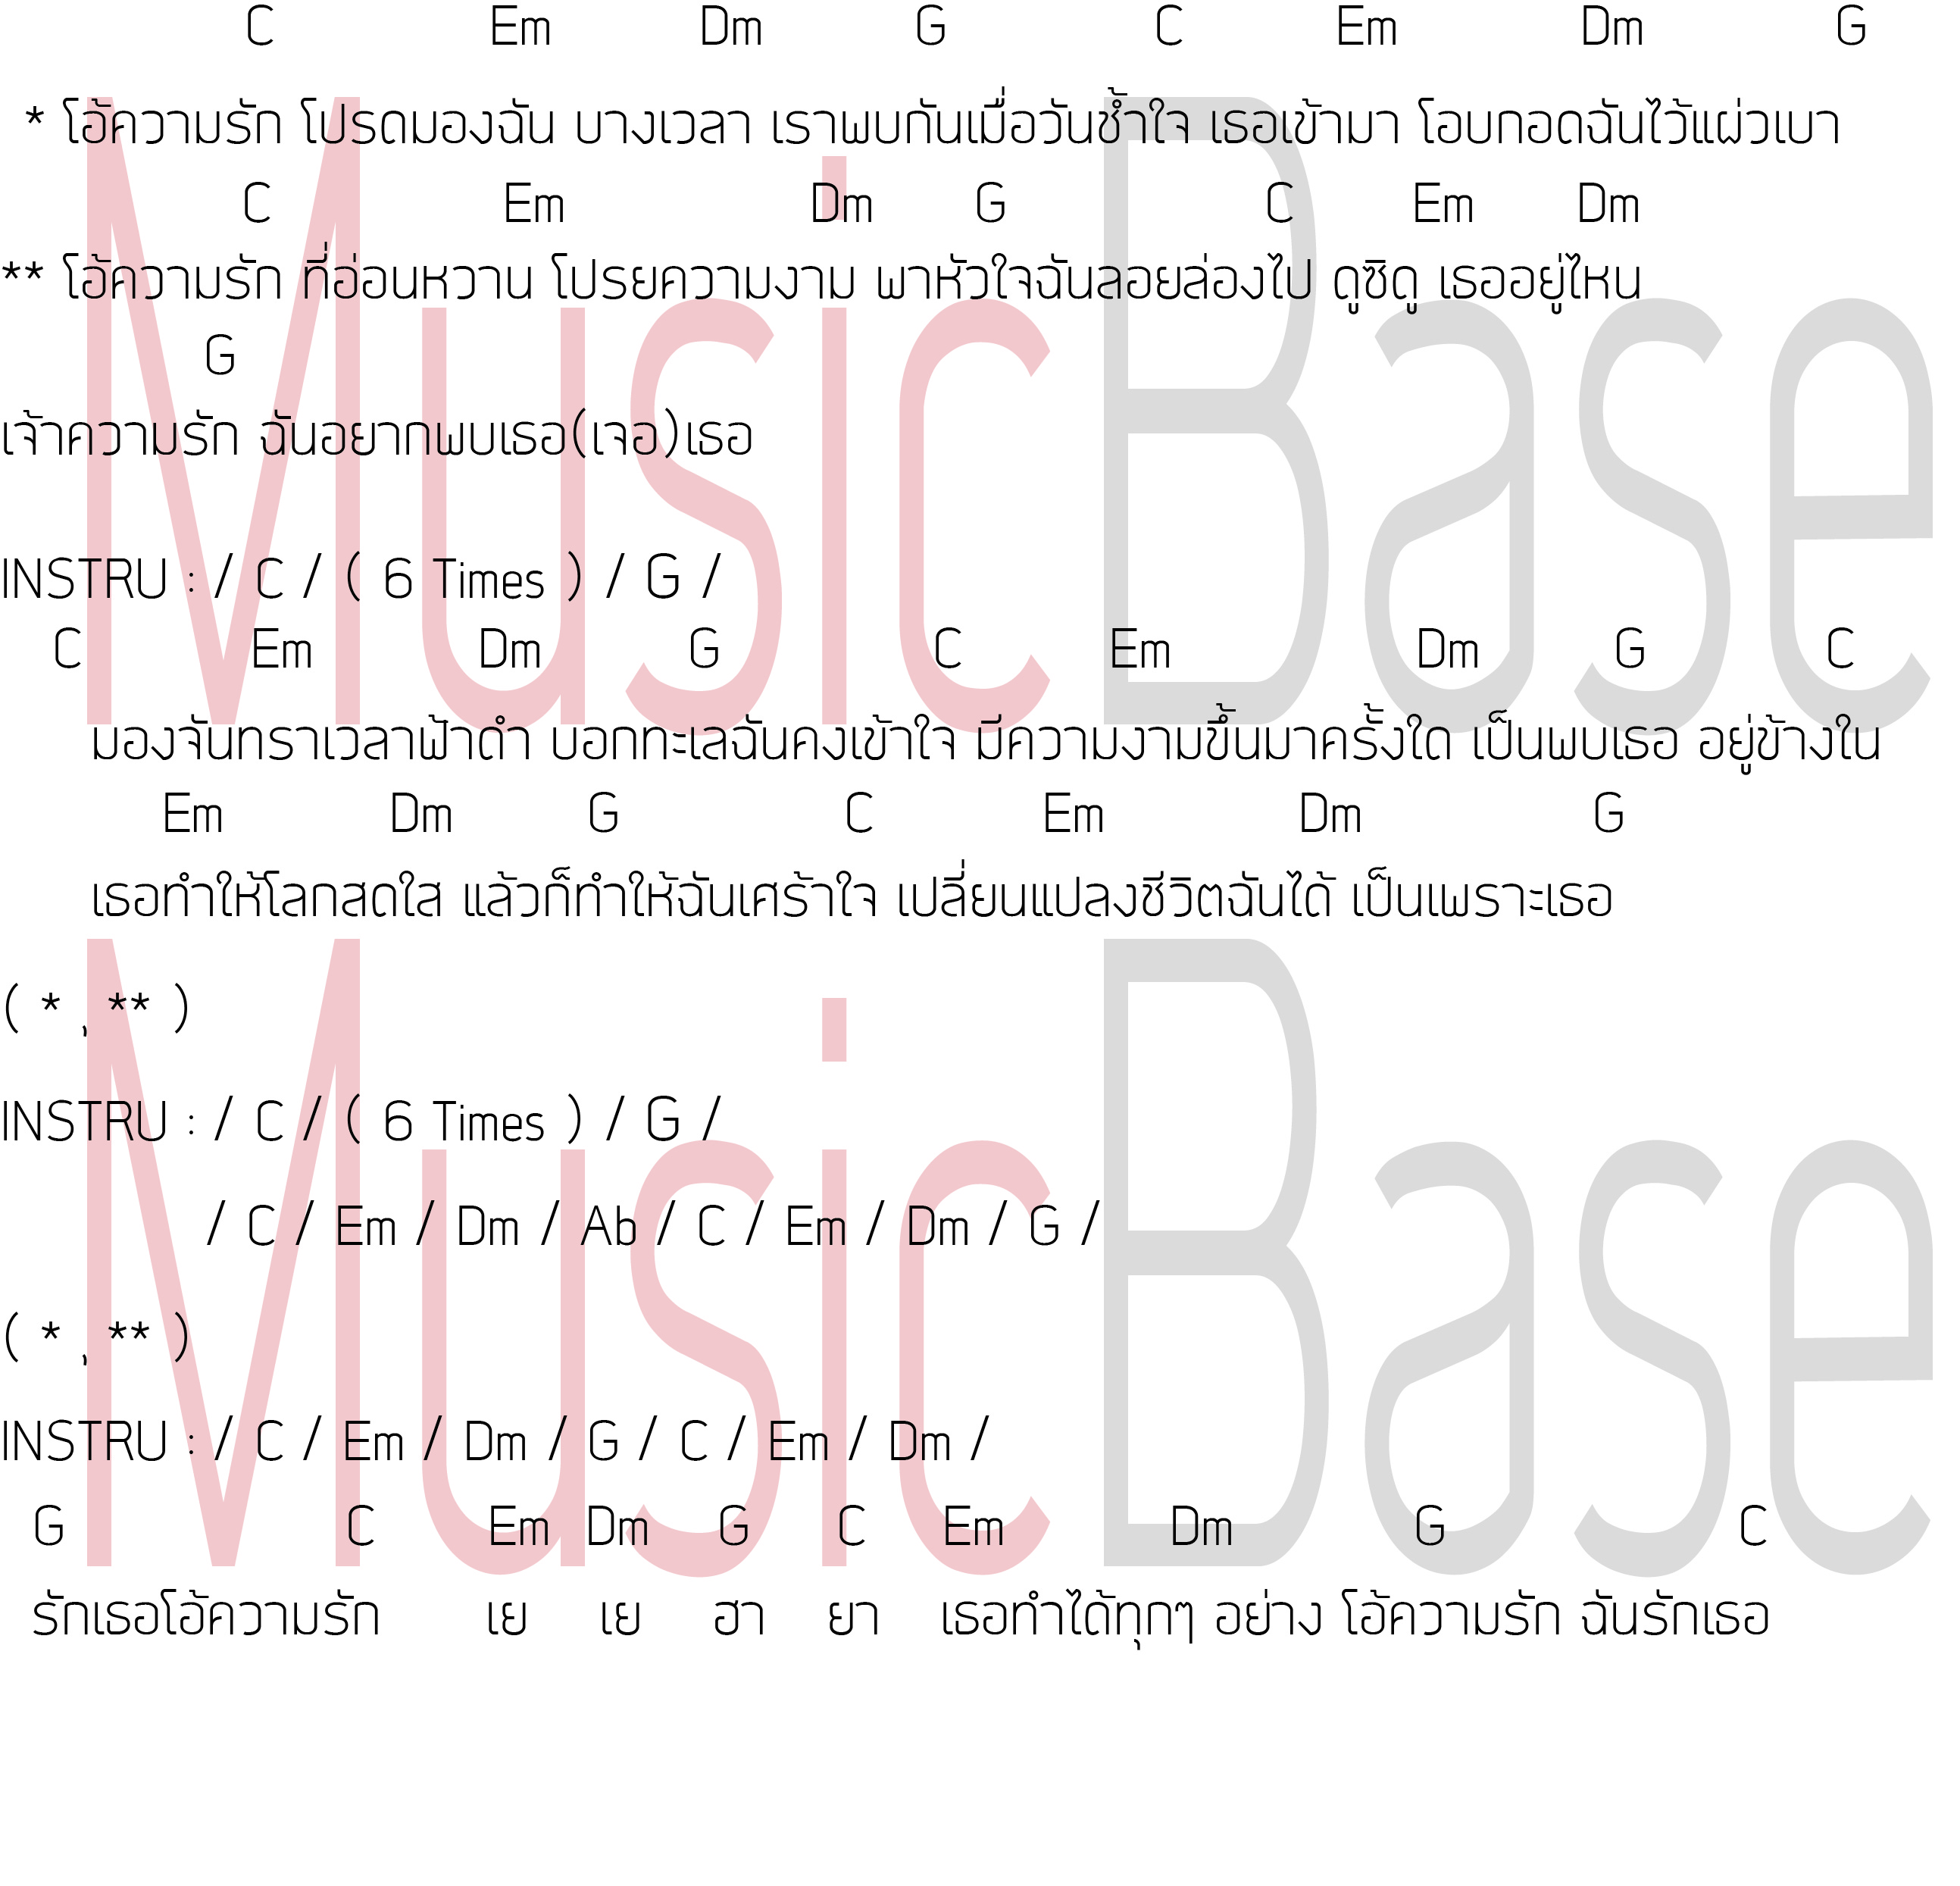 C Em Dm G C Em Dm G
* โอ้ความรัก โปรดมองฉัน บางเวลา เราพบกันเมื่อวันช้ำใจ เธอเข้ามา โอบกอดฉันไว้แผ่วเบา
C Em Dm G C Em Dm
** โอ้ความรัก ที่อ่อนหวาน โปรยความงาม พาหัวใจฉันลอยล่องไป ดูซิดู เธออยู่ไหน
G
เจ้าความรัก ฉันอยากพบเธอ(เจอ)เธอ
INSTRU : / C / ( 6 Times ) / G /
C Em Dm G C Em Dm G C
มองจันทราเวลาฟ้าดำ บอกทะเลฉันคงเข้าใจ มีความงามขึ้นมาครั้งใด เป็นพบเธอ อยู่ข้างใน
Em Dm G C Em Dm G
เธอทำให้โลกสดใส แล้วก็ทำให้ฉันเศร้าใจ เปลี่ยนแปลงชีวิตฉันได้ เป็นเพราะเธอ
( * , ** )
INSTRU : / C / ( 6 Times ) / G /
/ C / Em / Dm / Ab / C / Em / Dm / G /
( * , ** )
INSTRU : / C / Em / Dm / G / C / Em / Dm /
G C Em Dm G C Em Dm G C
รักเธอโอ้ความรัก เย เย ฮา ยา เธอทำได้ทุกๆ อย่าง โอ้ความรัก ฉันรักเธอ
MusicBase
MusicBase